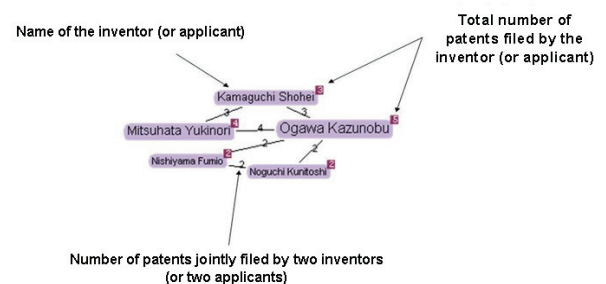 Name of the inventor (or applicant)
Total number of
patents filed by the
inventor (or applicant)
Kamaguchi Shohei 3
3 3
Mitsuhata Yukinori 4
4
Ogawa Kazunobu 5
2 2
Nishiyama Fumio 2
2
Noguchi Kunitoshi 2
Number of patents jointly filed by two inventors
(or two applicants)